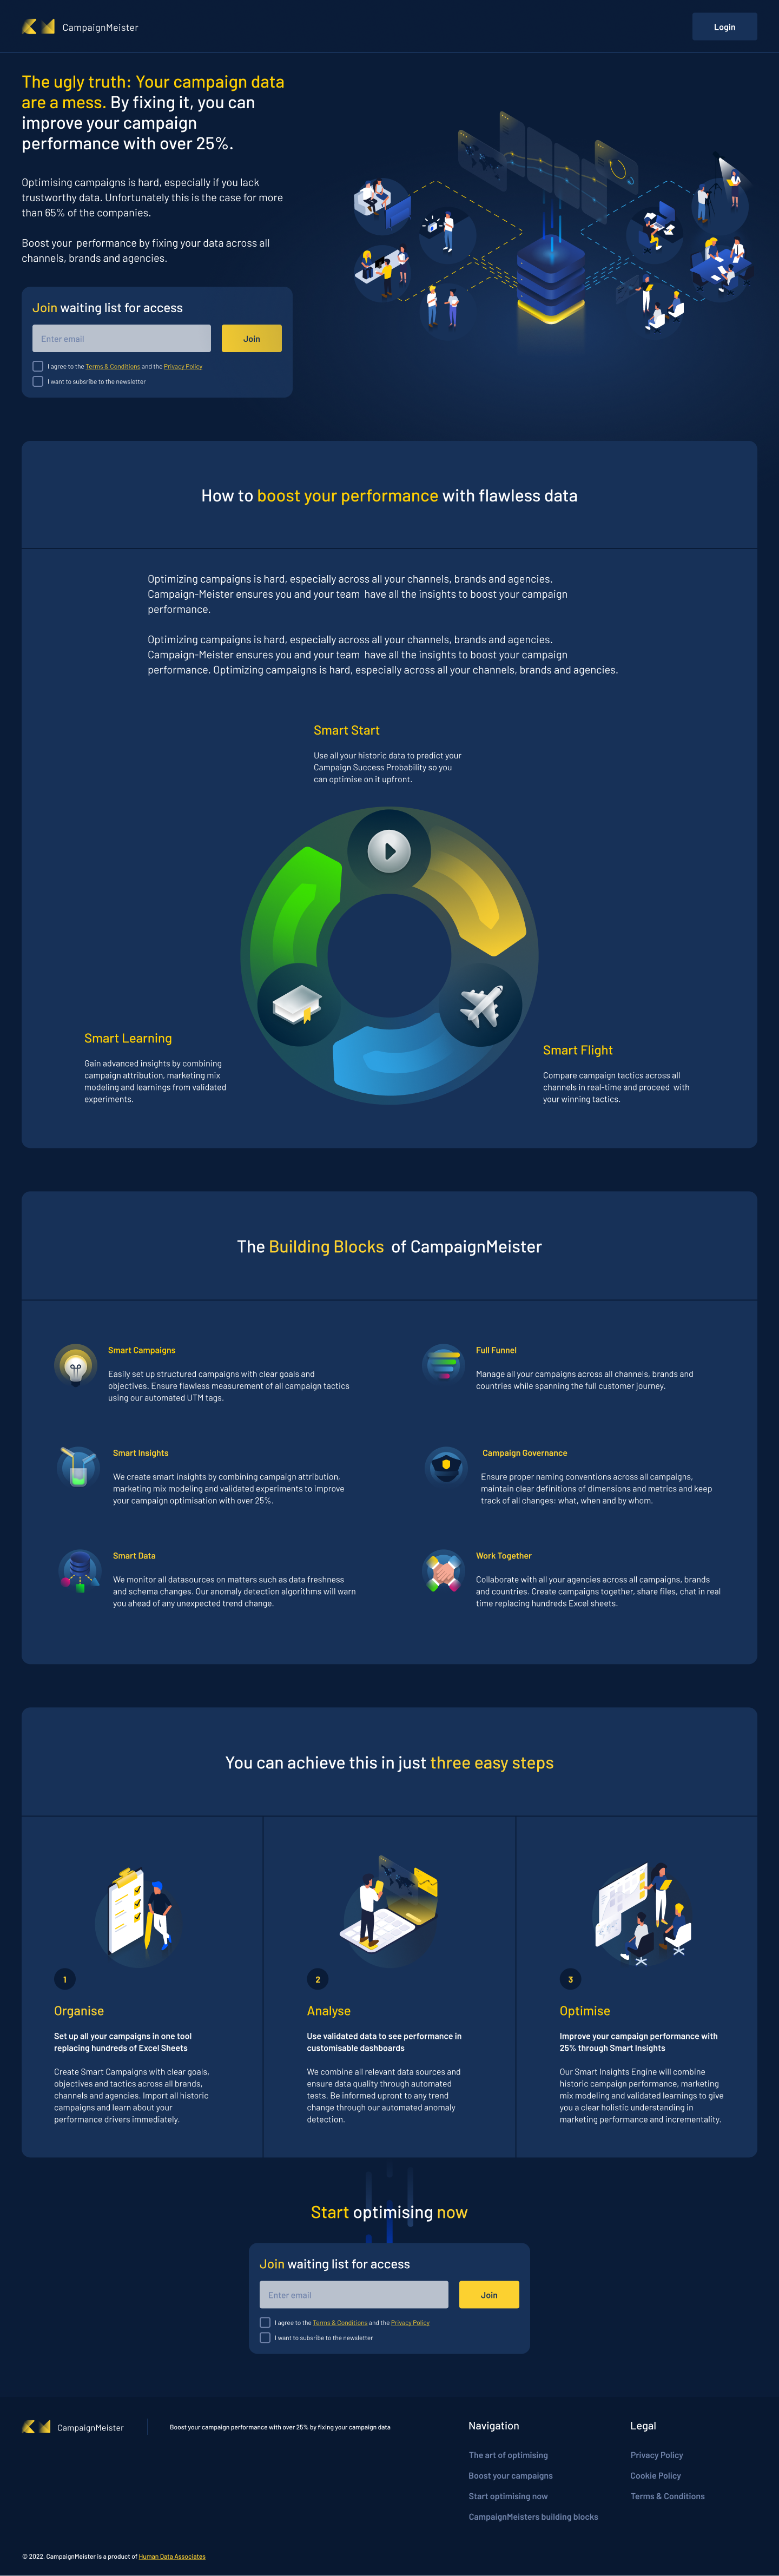 CampaignMeister
Login
The ugly truth: Your campaign data
are a mess. By fixing it, you can
improve your campaign
performance with over 25%.
Optimising campaigns is hard, especially if you lack
trustworthy data. Unfortunately this is the case for more
than 65% of the companies.
Boost your performance by fixing your data across all
channels, brands and agencies.
Join waiting list for access
Enter email
Join
I agree to the Terms & Conditions and the Privacy Policy
I want to subsribe to the newsletter
How to boost your performance with flawless data
Optimizing campaigns is hard, especially across all your channels, brands and agencies.
Campaign-Meister ensures you and your team have all the insights to boost your campaign
performance.
Optimizing campaigns is hard, especially across all your channels, brands and agencies.
Campaign-Meister ensures you and your team have all the insights to boost your campaign
performance. Optimizing campaigns is hard, especially across all your channels, brands and agencies.
Smart Start
Use all your historic data to predict your
Campaign Success Probability so you
can optimise on it upfront.
Smart Learning
Gain advanced insights by combining
campaign attribution, marketing mix
modeling and learnings from validated
experiments.
Smart Flight
Compare campaign tactics across all
channels in real-time and proceed with
your winning tactics.
The Building Blocks of CampaignMeister
Smart Campaigns
Easily set up structured campaigns with clear goals and
objectives. Ensure flawless measurement of all campaign tactics
using our automated UTM tags.
Full Funnel
Manage all your campaigns across all channels, brands and
countries while spanning the full customer journey.
Smart Insights
We create smart insights by combining campaign attribution,
marketing mix modeling and validated experiments to improve
your campaign optimisation with over 25%.
Campaign Governance
Ensure proper naming conventions across all campaigns,
maintain clear definitions of dimensions and metrics and keep
track of all changes: what, when and by whom.
Smart Data
We monitor all datasources on matters such as data freshness
and schema changes. Our anomaly detection algorithms will warn
you ahead of any unexpected trend change.
Work Together
Collaborate with all your agencies across all campaigns, brands
and countries. Create campaigns together, share files, chat in real
time replacing hundreds Excel sheets.
You can achieve this in just three easy steps
1
Organise
Set up all your campaigns in one tool
replacing hundreds of Excel Sheets
Create Smart Campaigns with clear goals,
objectives and tactics across all brands,
channels and agencies. Import all historic
campaigns and learn about your
performance drivers immediately.
2
Analyse
Use validated data to see performance in
customisable dashboards
We combine all relevant data sources and
ensure data quality through automated
tests. Be informed upront to any trend
change through our automated anomaly
detection.
3
Optimise
Improve your campaign performance with
25% through Smart Insights
Our Smart Insights Engine will combine
historic campaign performance, marketing
mix modeling and validated learnings to give
you a clear holistic understanding in
marketing performance and incrementality.
Start optimising now
Join waiting list for access
Enter email
Join
I agree to the Terms & Conditions and the Privacy Policy
I want to subsribe to the newsletter
CampaignMeister
Boost your campaign performance with over 25% by fixing your campaign data
Navigation
The art of optimising
Boost your campaigns
Start optimising now
CampaignMeisters building blocks
Legal
Privacy Policy
Cookie Policy
Terms & Conditions
© 2022, CampaignMeister is a product of Human Data Associates